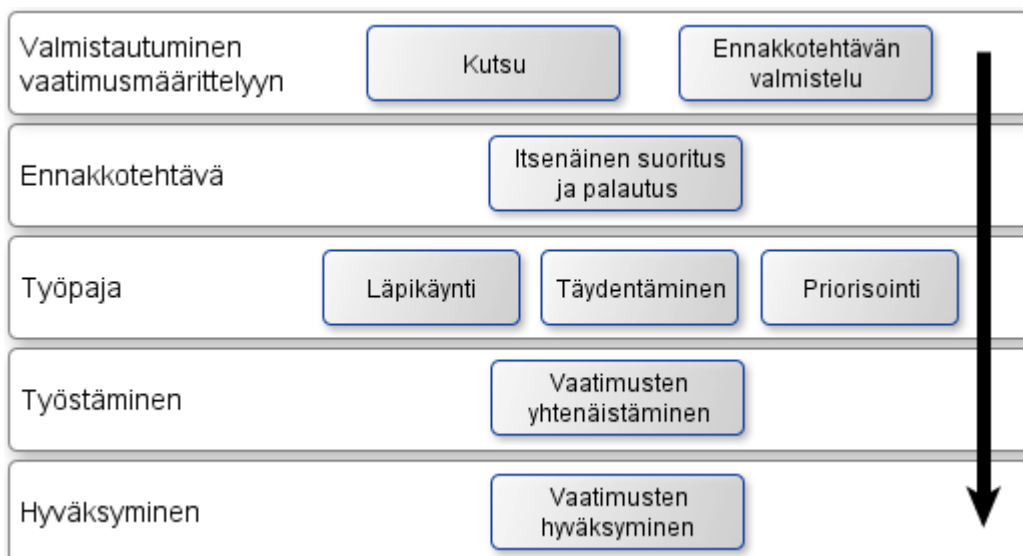 Valmistautuminen
vaatimusmäärittelyyn
Kutsu
Ennakkotehtävän
valmistelu
Ennakkotehtävä
Itsenäinen suoritus
ja palautus
Työpaja
Läpikäynti
Täydentäminen
Priorisointi
Työstäminen
Vaatimusten
yhtenäistäminen
Hyväksyminen
Vaatimusten
hyväksyminen